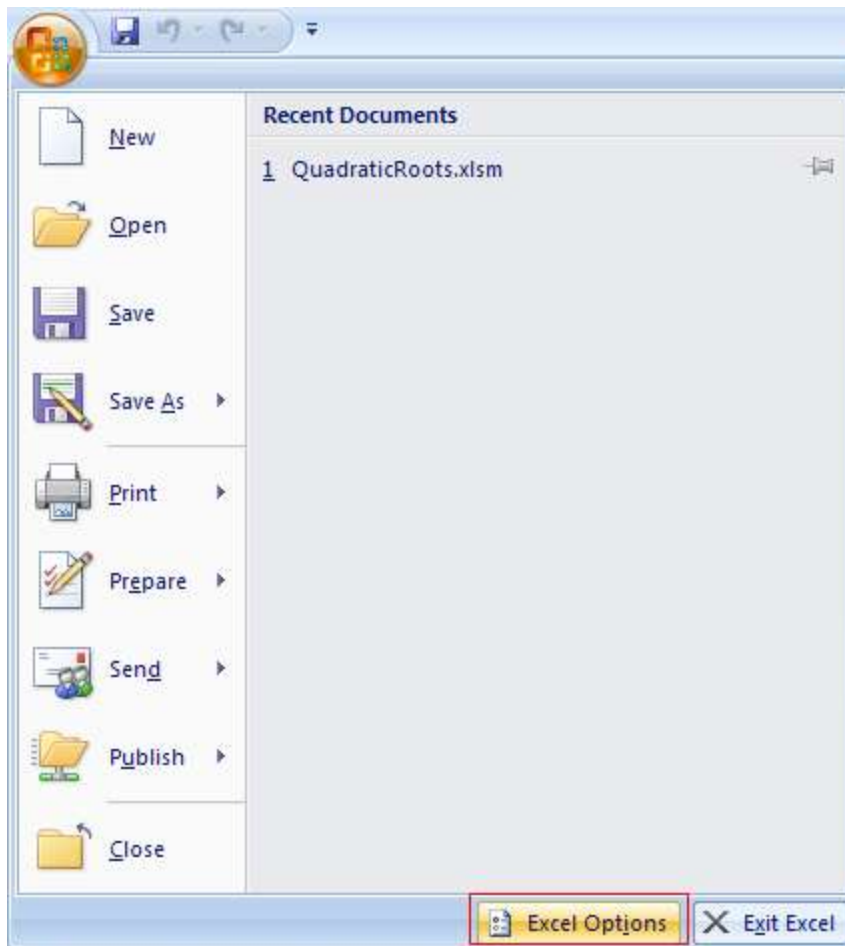 Recent Documents
1 QuadraticRoots.xlsm
New
Open
Save
Save As
Print
Prepare
Send
Publish
Close
Excel Options
Exit Excel